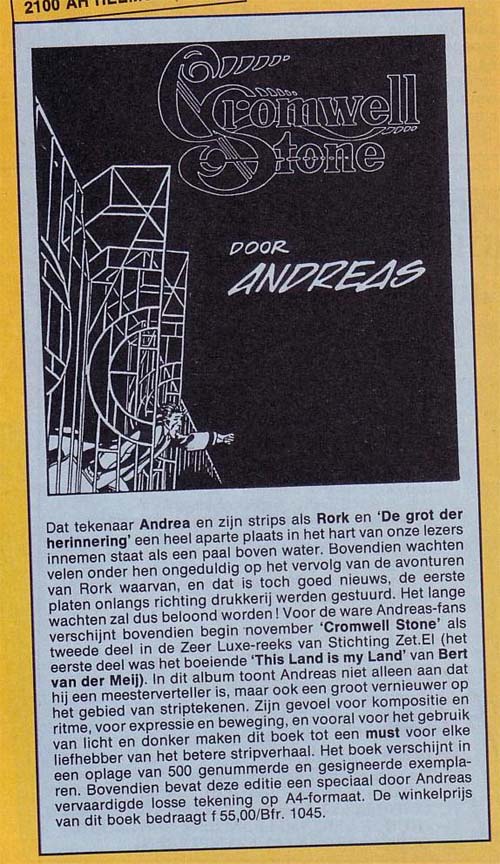 2100 AH
Cromwell
Stone
DOOR
ANDREAS
Dat tekenaar Andrea en zijn strips als Rork en 'De grot der
herinnering' een heel aparte plaats in het hart van onze lezers
innemen staat als een paal boven water. Bovendien wachten
velen onder hen ongeduldig op het vervolg van de avonturen
van Rork waarvan, en dat is toch goed nieuws, de eerste
platen onlangs richting drukkerij werden gestuurd. Het lange
wachten zal dus beloond worden! Voor de ware Andreas-fans
verschijnt bovendien begin november 'Cromwell Stone' als
tweede deel in de Zeer Luxe-reeks van Stichting Zet.El (het
eerste deel was het boeiende 'This Land is my Land' van Bert
van der Meij). In dit album toont Andreas niet alleen aan dat
hij een meesterverteller is, maar ook een groot vernieuwer op
het gebied van striptekenen. Zijn gevoel voor kompositie en
ritme, voor expressie en beweging, en vooral voor het gebruik
van licht en donker maken dit boek tot een must voor elke
liefhebber van het betere stripverhaal. Het boek verschijnt in
een oplage van 500 genummerde en gesigneerde exempla-
ren. Bovendien bevat deze editie een speciaal door Andreas
vervaardigde losse tekening op A4-formaat. De winkelprijs
van dit boek bedraagt f 55,00/Bfr. 1045.